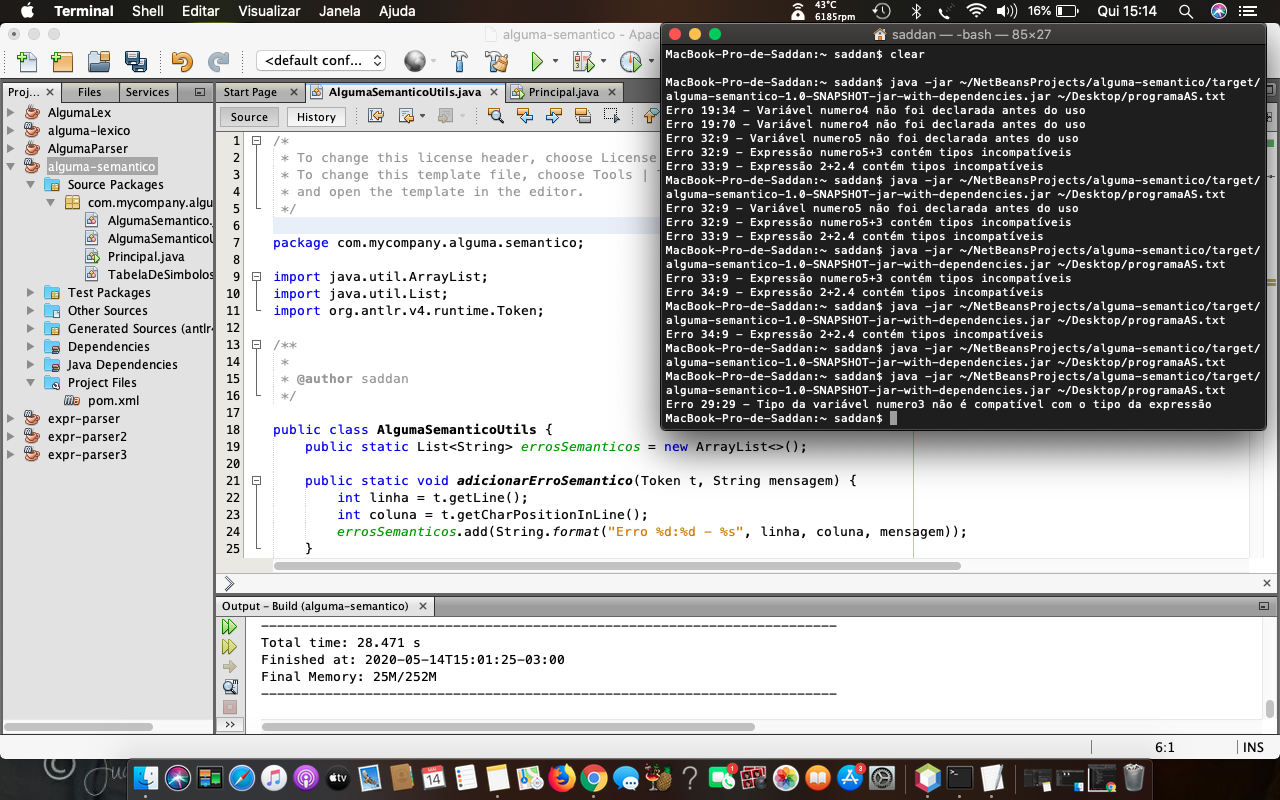 Terminal Shell Editar Visualizar Janela Ajuda
43°C
6185rpm
16%
Qui 15:14
alguma-semantico - Apac
<default conf...
Proj...
Files
Services
AlgumaLex
alguma-lexico
AlgumaParser
alguma-semantico
Source Packages
com.mycompany.algu
AlgumaSemantico.
AlgumaSemanticoU
Principal.java
TabelaDeSimbolos
Test Packages
Other Sources
Generated Sources (antlr4
Dependencies
Java Dependencies
Project Files
pom.xml
expr-parser
expr-parser2
expr-parser3
Start Page
AlgumaSemanticoUtils.java
Principal.java
Source
History
1 /*
2 * To change this license header, choose License
3 * To change this template file, choose Tools | T
4 * and open the template in the editor.
5 */
6
7 package com.mycompany.alguma.semantico;
8
9 import java.util.ArrayList;
10 import java.util.List;
11 import org.antlr.v4.runtime.Token;
12
13 /**
14 *
15 * @author saddan
16 */
17
18 public class AlgumaSemanticoUtils {
19 public static List<String> errosSemanticos = new ArrayList<>();
20
21 public static void adicionarErroSemantico(Token t, String mensagem) {
22 int linha = t.getLine();
23 int coluna = t.getCharPositionInLine();
24 errosSemanticos.add(String.format("Erro %d:%d - %s", linha, coluna, mensagem));
25 }
saddan — -bash — 85×27
MacBook-Pro-de-Saddan:~ saddan$ clear
MacBook-Pro-de-Saddan:~ saddan$ java -jar ~/NetBeansProjects/alguma-semantico/target/
alguma-semantico-1.0-SNAPSHOT-jar-with-dependencies.jar ~/Desktop/programaAS.txt
Erro 19:34 - Variável numero4 não foi declarada antes do uso
Erro 19:70 - Variável numero4 não foi declarada antes do uso
Erro 32:9 - Variável numero5 não foi declarada antes do uso
Erro 32:9 - Expressão numero5+3 contém tipos incompatíveis
Erro 33:9 - Expressão 2+2.4 contém tipos incompatíveis
MacBook-Pro-de-Saddan:~ saddan$ java -jar ~/NetBeansProjects/alguma-semantico/target/
alguma-semantico-1.0-SNAPSHOT-jar-with-dependencies.jar ~/Desktop/programaAS.txt
Erro 32:9 - Variável numero5 não foi declarada antes do uso
Erro 32:9 - Expressão numero5+3 contém tipos incompatíveis
Erro 33:9 - Expressão 2+2.4 contém tipos incompatíveis
MacBook-Pro-de-Saddan:~ saddan$ java -jar ~/NetBeansProjects/alguma-semantico/target/
alguma-semantico-1.0-SNAPSHOT-jar-with-dependencies.jar ~/Desktop/programaAS.txt
Erro 33:9 - Expressão numero5+3 contém tipos incompatíveis
Erro 34:9 - Expressão 2+2.4 contém tipos incompatíveis
MacBook-Pro-de-Saddan:~ saddan$ java -jar ~/NetBeansProjects/alguma-semantico/target/
alguma-semantico-1.0-SNAPSHOT-jar-with-dependencies.jar ~/Desktop/programaAS.txt
Erro 34:9 - Expressão 2+2.4 contém tipos incompatíveis
MacBook-Pro-de-Saddan:~ saddan$ java -jar ~/NetBeansProjects/alguma-semantico/target/
alguma-semantico-1.0-SNAPSHOT-jar-with-dependencies.jar ~/Desktop/programaAS.txt
MacBook-Pro-de-Saddan:~ saddan$ java -jar ~/NetBeansProjects/alguma-semantico/target/
alguma-semantico-1.0-SNAPSHOT-jar-with-dependencies.jar ~/Desktop/programaAS.txt
Erro 29:29 - Tipo da variável numero3 não é compatível com o tipo da expressão
MacBook-Pro-de-Saddan:~ saddan$
Output - Build (alguma-semantico)
------------------------------------------------------------------------
Total time: 28.471 s
Finished at: 2020-05-14T15:01:25-03:00
Final Memory: 25M/252M
------------------------------------------------------------------------
6:1
INS